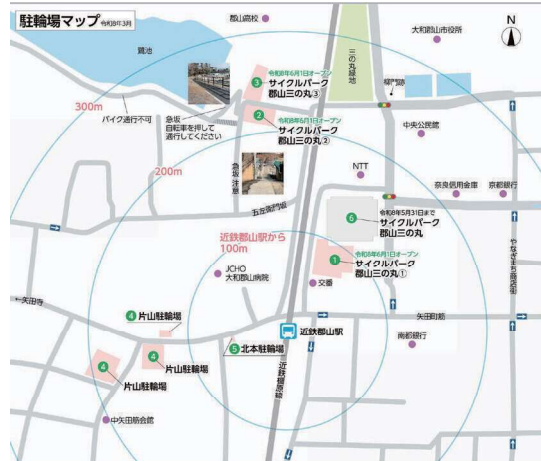 駐輪場マップ 令和8年3月
郡山高校
N
大和郡山市役所
鷺池
三の丸緑地
柳門跡
令和8年6月1日オープン
3 サイクルパーク
郡山三の丸③
300m
バイク通行不可
急坂
自転車を押して
通行してください
令和8年6月1日オープン
2 サイクルパーク
郡山三の丸②
中央公民館
200m
急坂注意
NTT
奈良信用金庫
京都銀行
五左衛門坂
令和8年5月31日まで
6 サイクルパーク
郡山三の丸
近鉄郡山駅から
100m
令和8年6月1日オープン
1 サイクルパーク
郡山三の丸①
やなぎまち商店街
JCHO
大和郡山病院
交番
←矢田寺
4 片山駐輪場
矢田町筋
近鉄郡山駅
南都銀行
5 北本駐輪場
4
片山駐輪場
4
片山駐輪場
近鉄橿原線
中矢田筋会館